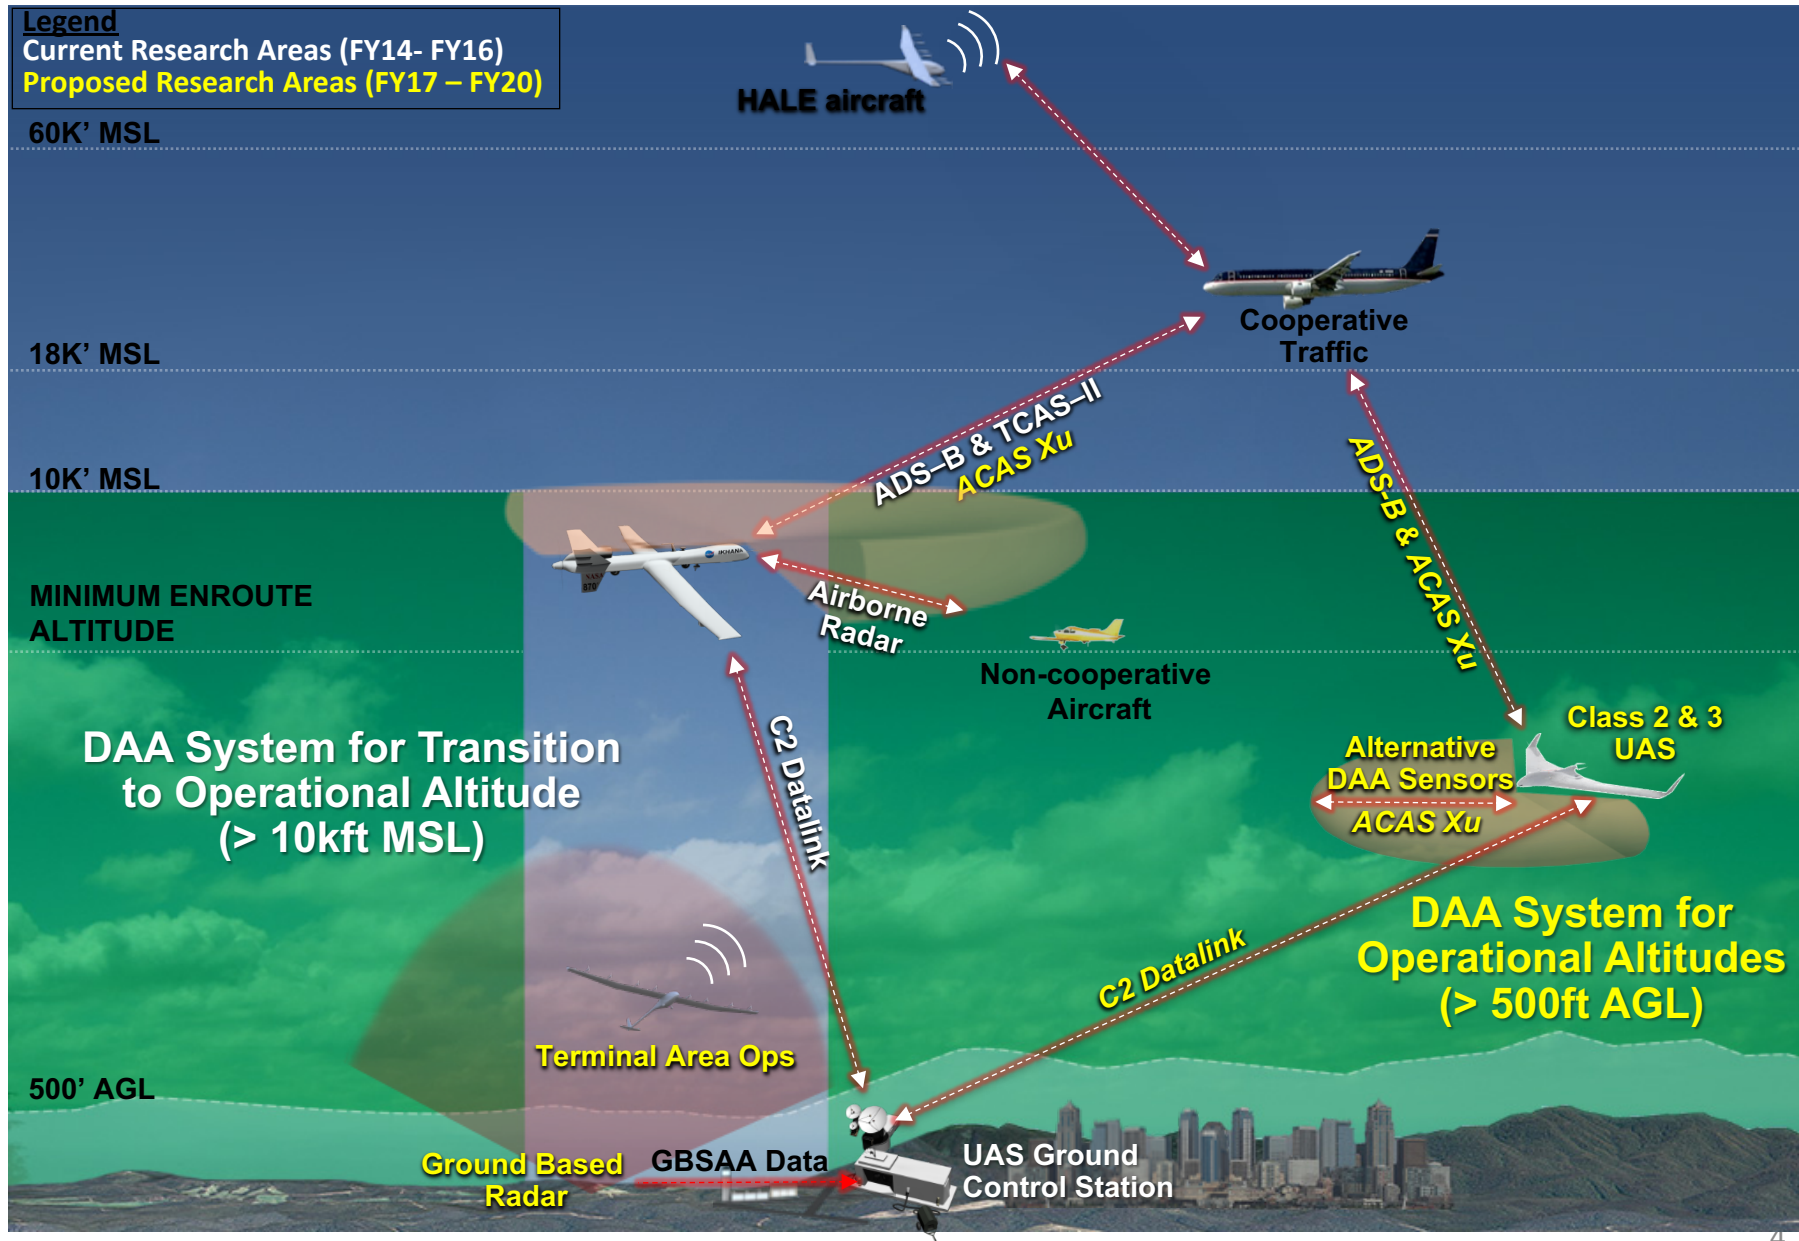 Legend
Current Research Areas (FY14- FY16)
Proposed Research Areas (FY17 – FY20)
HALE aircraft
60K’ MSL
Cooperative
Traffic
18K’ MSL
ADS–B & TCAS–II
ACAS Xu
ADS-B & ACAS Xu
10K’ MSL
IKHANA
NASA
870
Airborne
Radar
MINIMUM ENROUTE
ALTITUDE
Non-cooperative
Aircraft
Class 2 & 3
UAS
Alternative
DAA Sensors
ACAS Xu
DAA System for Transition
to Operational Altitude
(> 10kft MSL)
C2 Datalink
DAA System for
Operational Altitudes
(> 500ft AGL)
C2 Datalink
Terminal Area Ops
500’ AGL
Ground Based
Radar
GBSAA Data
UAS Ground
Control Station
4